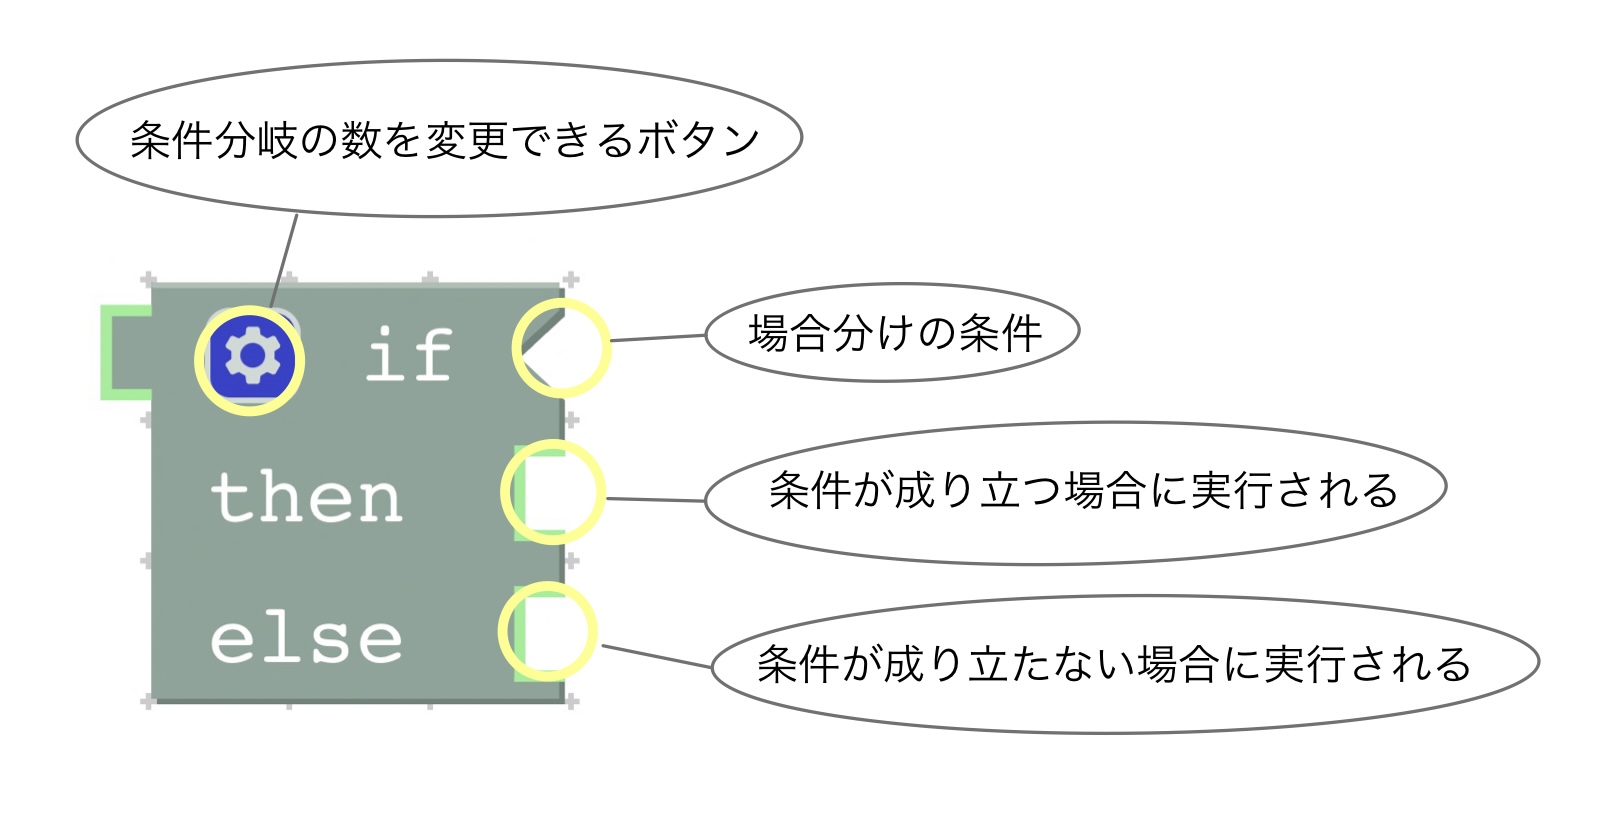 条件分岐の数を変更できるボタン
if
場合分けの条件
then
条件が成り立つ場合に実行される
else
条件が成り立たない場合に実行される